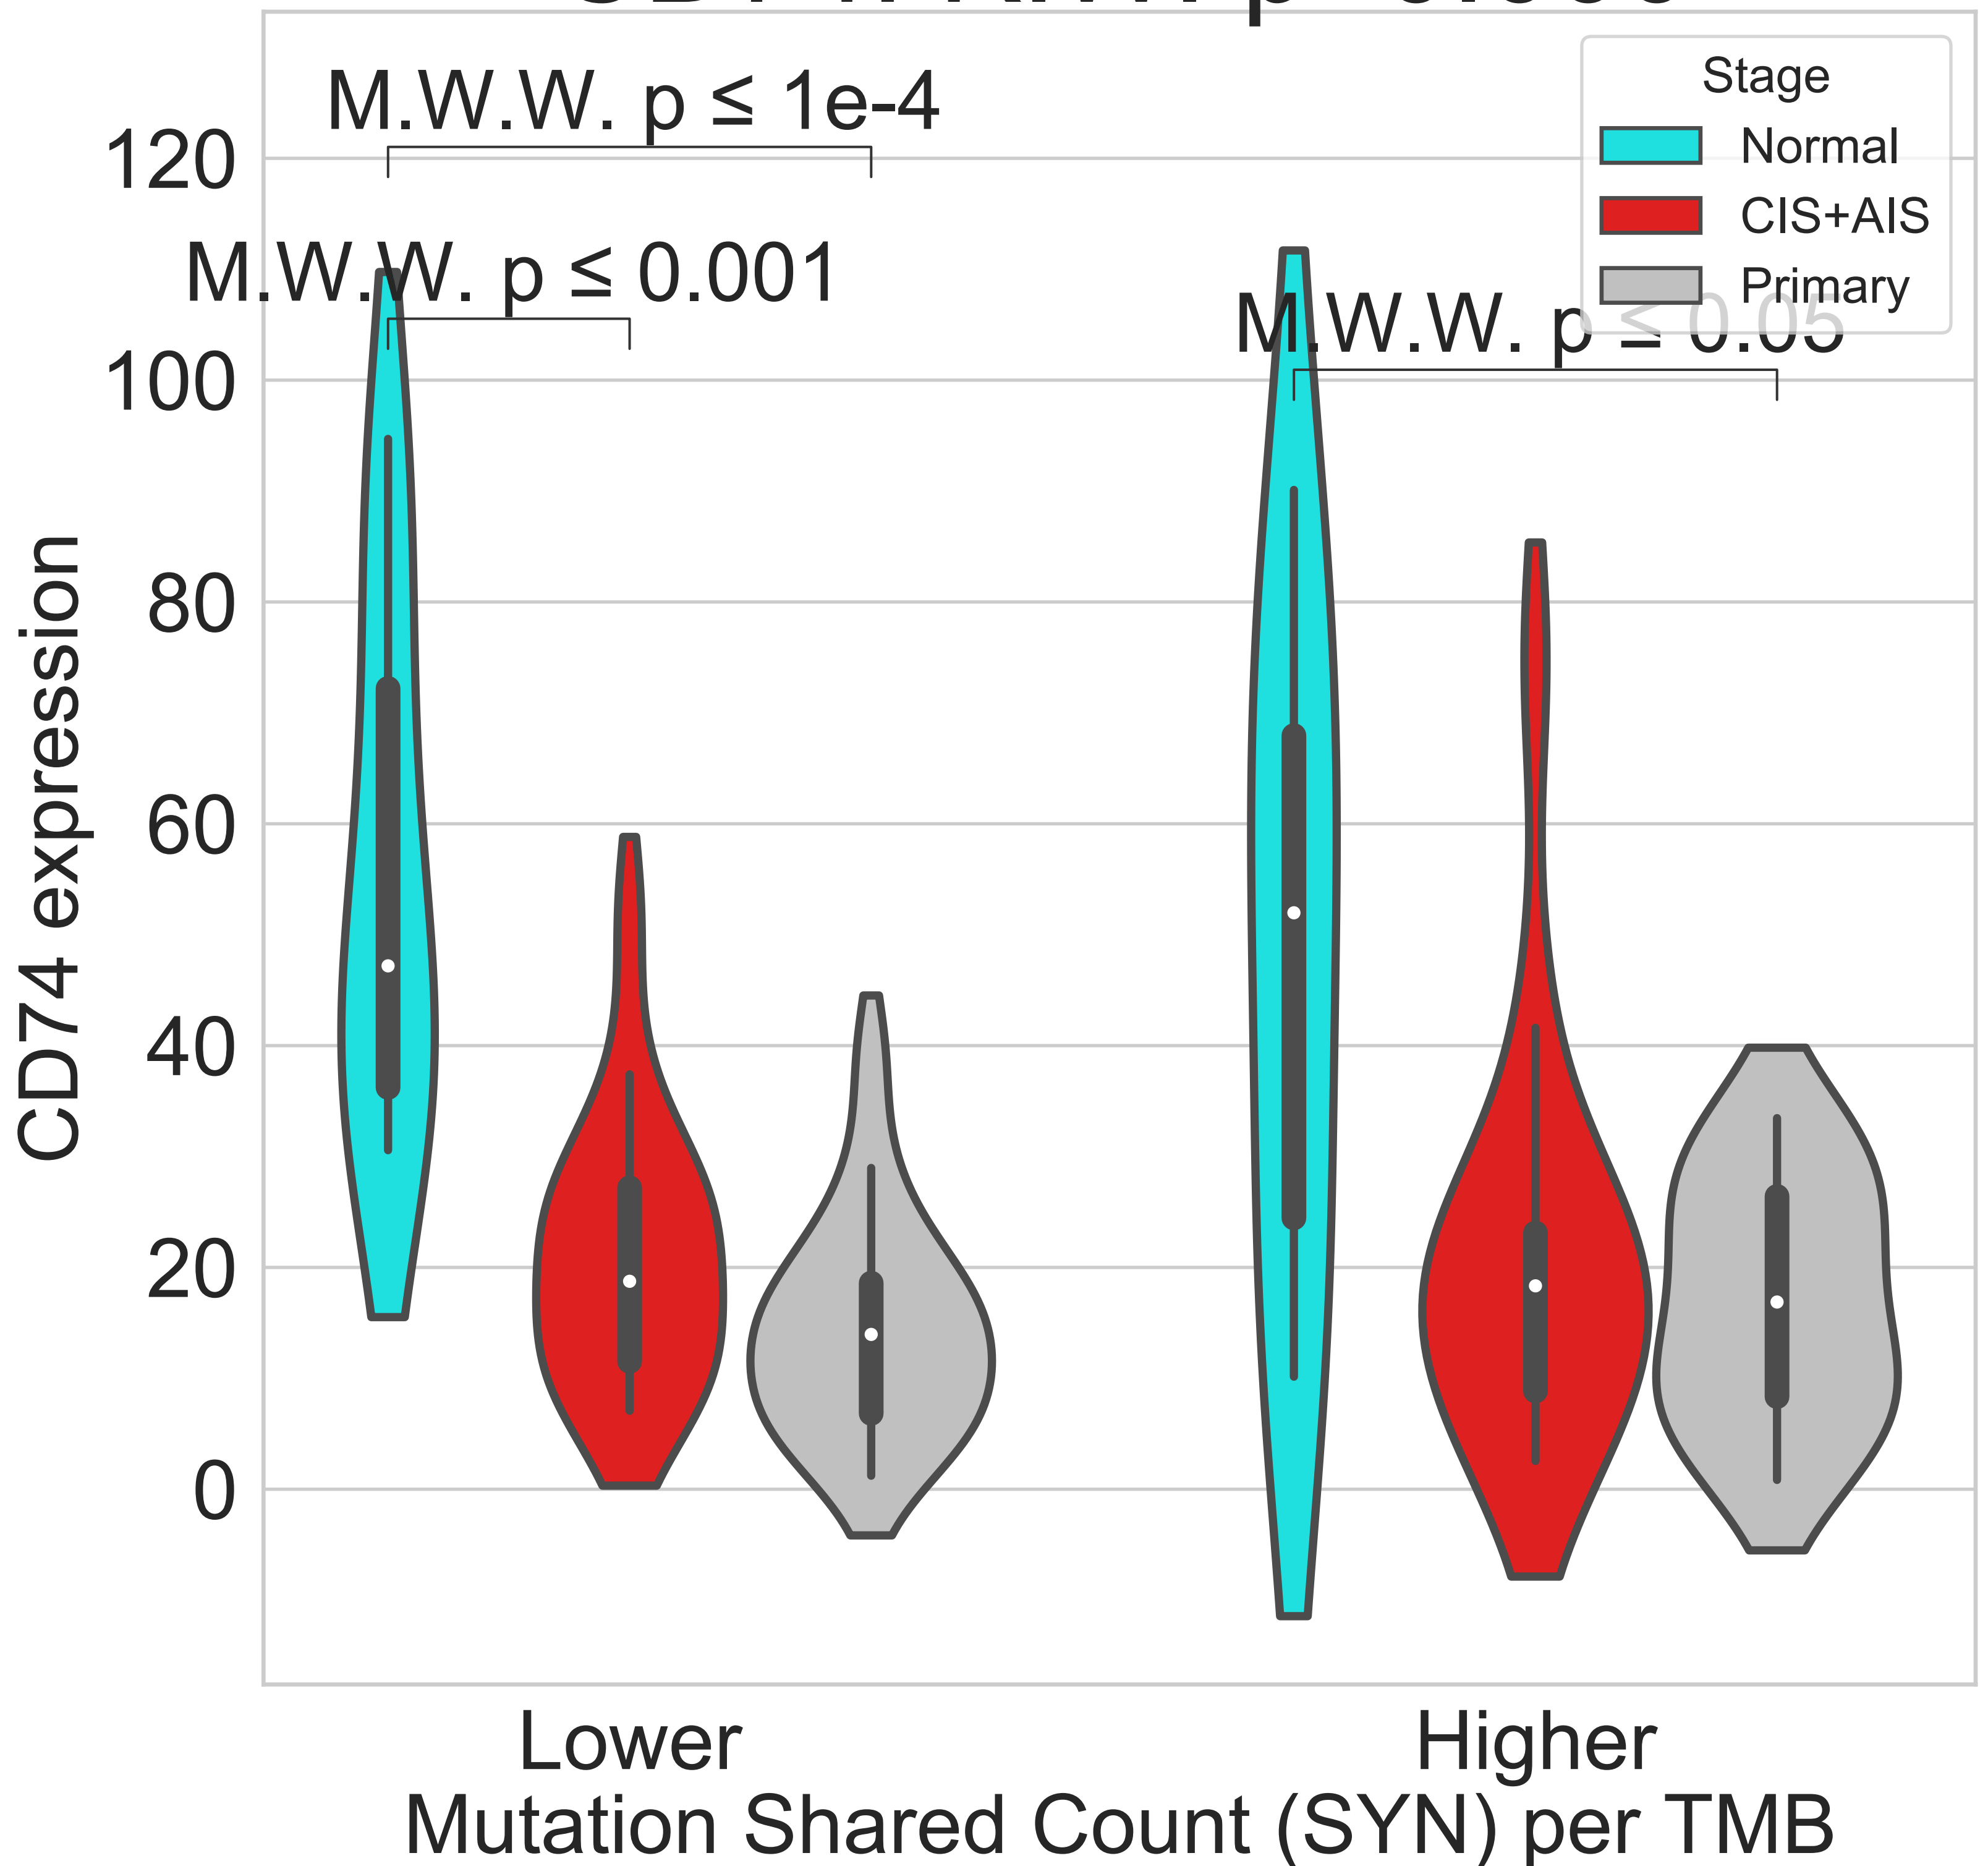 M.W.W. p ≤ 1e-4
M.W.W. p ≤ 0.001
M.W.W. p ≤ 0.05
Stage
Normal
CIS+AIS
Primary
120
100
80
60
40
20
0
CD74 expression
Lower
Higher
Mutation Shared Count (SYN) per TMB